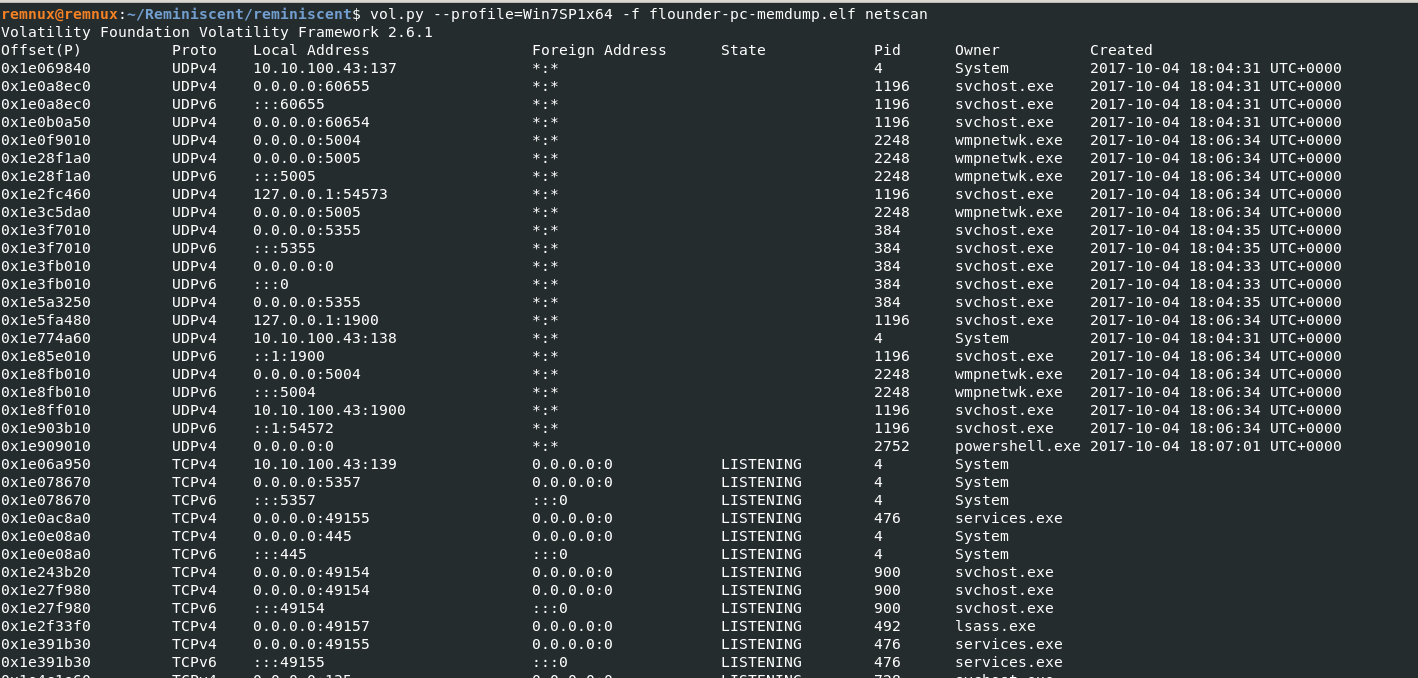 remnux@remnux:~/Reminiscent/reminiscent$ vol.py --profile=Win7SP1x64 -f flounder-pc-memdump.elf netscan
Volatility Foundation Volatility Framework 2.6.1
Offset(P) Proto Local Address Foreign Address State Pid Owner Created
0x1e069840 UDPv4 10.10.100.43:137 *:* 4 System 2017-10-04 18:04:31 UTC+0000
0x1e0a8ec0 UDPv4 0.0.0.0:60655 *:* 1196 svchost.exe 2017-10-04 18:04:31 UTC+0000
0x1e0a8ec0 UDPv6 :::60655 *:* 1196 svchost.exe 2017-10-04 18:04:31 UTC+0000
0x1e0b0a50 UDPv4 0.0.0.0:60654 *:* 1196 svchost.exe 2017-10-04 18:04:31 UTC+0000
0x1e0f9010 UDPv4 0.0.0.0:5004 *:* 2248 wmpnetwk.exe 2017-10-04 18:06:34 UTC+0000
0x1e28f1a0 UDPv4 0.0.0.0:5005 *:* 2248 wmpnetwk.exe 2017-10-04 18:06:34 UTC+0000
0x1e28f1a0 UDPv6 :::5005 *:* 2248 wmpnetwk.exe 2017-10-04 18:06:34 UTC+0000
0x1e2fc460 UDPv4 127.0.0.1:54573 *:* 1196 svchost.exe 2017-10-04 18:06:34 UTC+0000
0x1e3c5da0 UDPv4 0.0.0.0:5005 *:* 2248 wmpnetwk.exe 2017-10-04 18:06:34 UTC+0000
0x1e3f7010 UDPv4 0.0.0.0:5355 *:* 384 svchost.exe 2017-10-04 18:04:35 UTC+0000
0x1e3f7010 UDPv6 :::5355 *:* 384 svchost.exe 2017-10-04 18:04:35 UTC+0000
0x1e3fb010 UDPv4 0.0.0.0:0 *:* 384 svchost.exe 2017-10-04 18:04:33 UTC+0000
0x1e3fb010 UDPv6 :::0 *:* 384 svchost.exe 2017-10-04 18:04:33 UTC+0000
0x1e5a3250 UDPv4 0.0.0.0:5355 *:* 384 svchost.exe 2017-10-04 18:04:35 UTC+0000
0x1e5fa480 UDPv4 127.0.0.1:1900 *:* 1196 svchost.exe 2017-10-04 18:06:34 UTC+0000
0x1e774a60 UDPv4 10.10.100.43:138 *:* 4 System 2017-10-04 18:04:31 UTC+0000
0x1e85e010 UDPv6 ::1:1900 *:* 1196 svchost.exe 2017-10-04 18:06:34 UTC+0000
0x1e8fb010 UDPv4 0.0.0.0:5004 *:* 2248 wmpnetwk.exe 2017-10-04 18:06:34 UTC+0000
0x1e8fb010 UDPv6 :::5004 *:* 2248 wmpnetwk.exe 2017-10-04 18:06:34 UTC+0000
0x1e8ff010 UDPv4 10.10.100.43:1900 *:* 1196 svchost.exe 2017-10-04 18:06:34 UTC+0000
0x1e903b10 UDPv6 ::1:54572 *:* 1196 svchost.exe 2017-10-04 18:06:34 UTC+0000
0x1e909010 UDPv4 0.0.0.0:0 *:* 2752 powershell.exe 2017-10-04 18:07:01 UTC+0000
0x1e06a950 TCPv4 10.10.100.43:139 0.0.0.0:0 LISTENING 4 System
0x1e078670 TCPv4 0.0.0.0:5357 0.0.0.0:0 LISTENING 4 System
0x1e078670 TCPv6 :::5357 :::0 LISTENING 4 System
0x1e0ac8a0 TCPv4 0.0.0.0:49155 0.0.0.0:0 LISTENING 476 services.exe
0x1e0e08a0 TCPv4 0.0.0.0:445 0.0.0.0:0 LISTENING 4 System
0x1e0e08a0 TCPv6 :::445 :::0 LISTENING 4 System
0x1e243b20 TCPv4 0.0.0.0:49154 0.0.0.0:0 LISTENING 900 svchost.exe
0x1e27f980 TCPv4 0.0.0.0:49154 0.0.0.0:0 LISTENING 900 svchost.exe
0x1e27f980 TCPv6 :::49154 :::0 LISTENING 900 svchost.exe
0x1e2f33f0 TCPv4 0.0.0.0:49157 0.0.0.0:0 LISTENING 492 lsass.exe
0x1e391b30 TCPv4 0.0.0.0:49155 0.0.0.0:0 LISTENING 476 services.exe
0x1e391b30 TCPv6 :::49155 :::0 LISTENING 476 services.exe
TCPv4 0.0.0.0:135 0.0.0.0:0 LISTENING svchost.exe